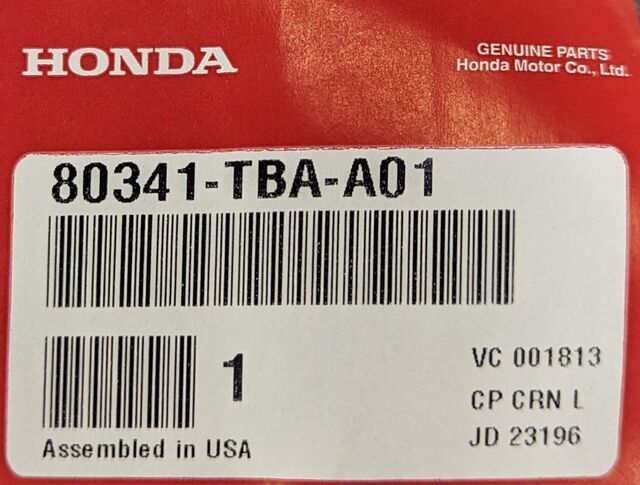 HONDA
GENUINE PARTS
Honda Motor Co., Ltd.
80341-TBA-A01
1
VC 001813
CP CRN L
JD 23196
Assembled in USA